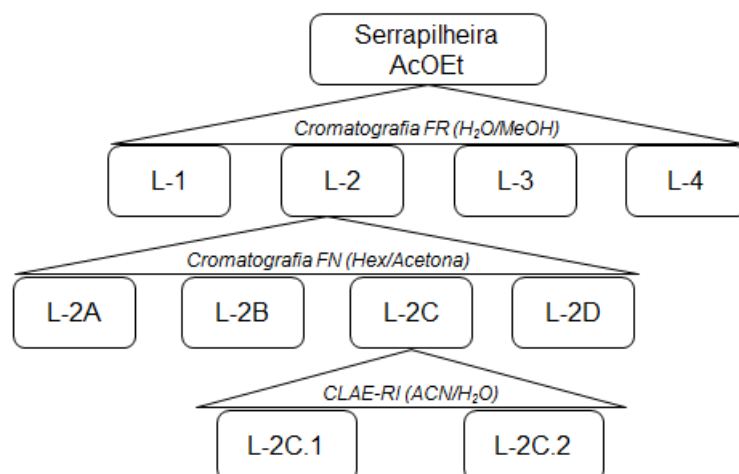 Serrapilheira
AcOEt
Cromatografia FR (H₂O/MeOH)
L-1 L-2 L-3 L-4
Cromatografia FN (Hex/Acetona)
L-2A L-2B L-2C L-2D
CLAE-RI (ACN/H₂O)
L-2C.1 L-2C.2